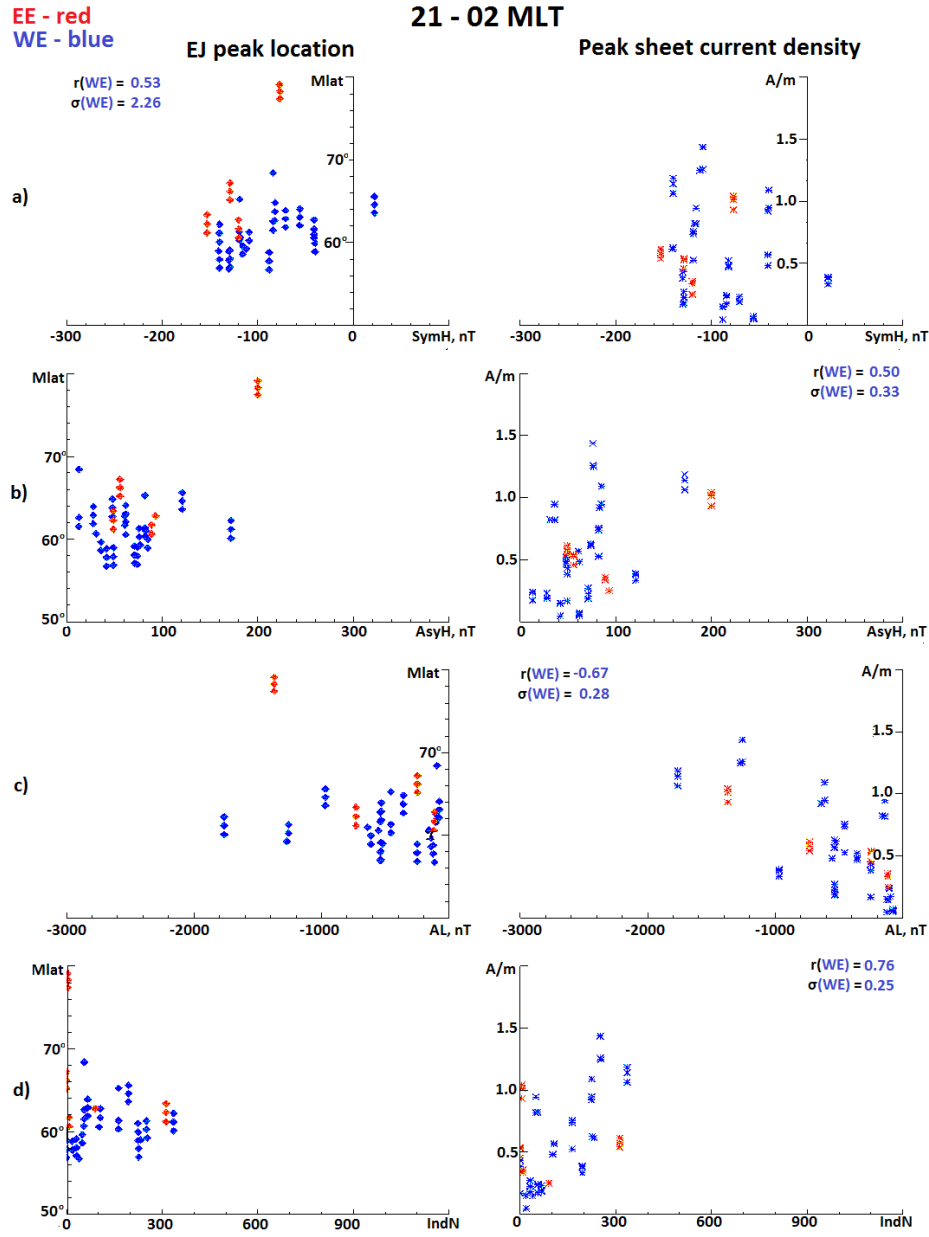 21 - 02 MLT
EE - red
WE - blue
EJ peak location
Peak sheet current density
a)
r(WE) = 0.53
σ(WE) = 2.26
Mlat
70°
60°
-300 -200 -100 0 SymH, nT
A/m
1.5
1.0
0.5
-300 -200 -100 0 SymH, nT
b)
Mlat
70°
60°
50°
0 200 AsyH, nT
A/m
r(WE) = 0.50
σ(WE) = 0.33
1.5
1.0
0.5
0 100 200 AsyH, nT
c)
Mlat
70°
-3000 -2000 -1000 AL, nT
r(WE) = -0.67
σ(WE) = 0.28
A/m
1.5
1.0
0.5
-3000 -2000 -1000 AL, nT
d)
Mlat
70°
60°
50°
0 300 600 900 IndN
A/m
r(WE) = 0.76
σ(WE) = 0.25
1.5
1.0
0.5
0 300 600 900 IndN